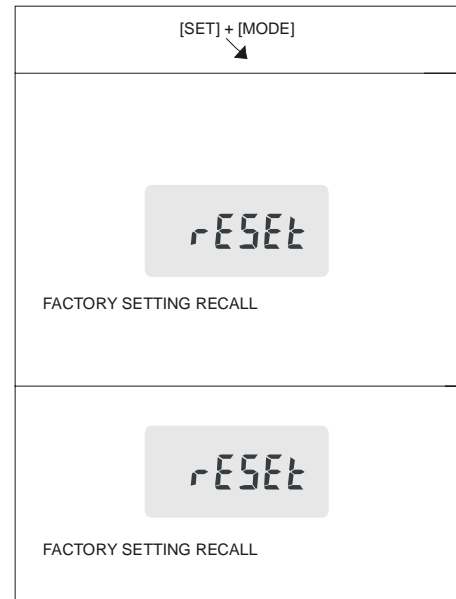 [SET] + [MODE]
rESEt
FACTORY SETTING RECALL
rESEt
FACTORY SETTING RECALL